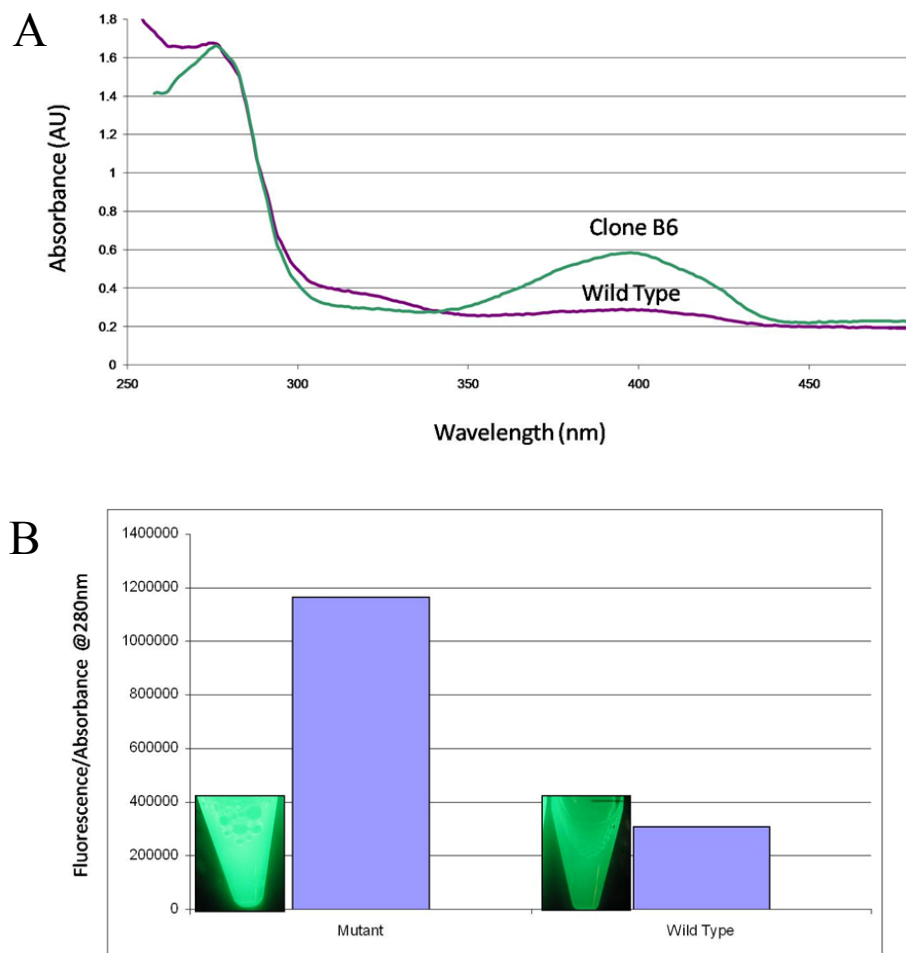 A
Absorbance (AU)
1.8
1.6
1.4
1.2
1
0.8
0.6
0.4
0.2
0
Clone B6
Wild Type
250
300
350
400
450
Wavelength (nm)
B
Fluorescence/Absorbance @280nm
1400000
1200000
1000000
800000
600000
400000
200000
0
Mutant
Wild Type